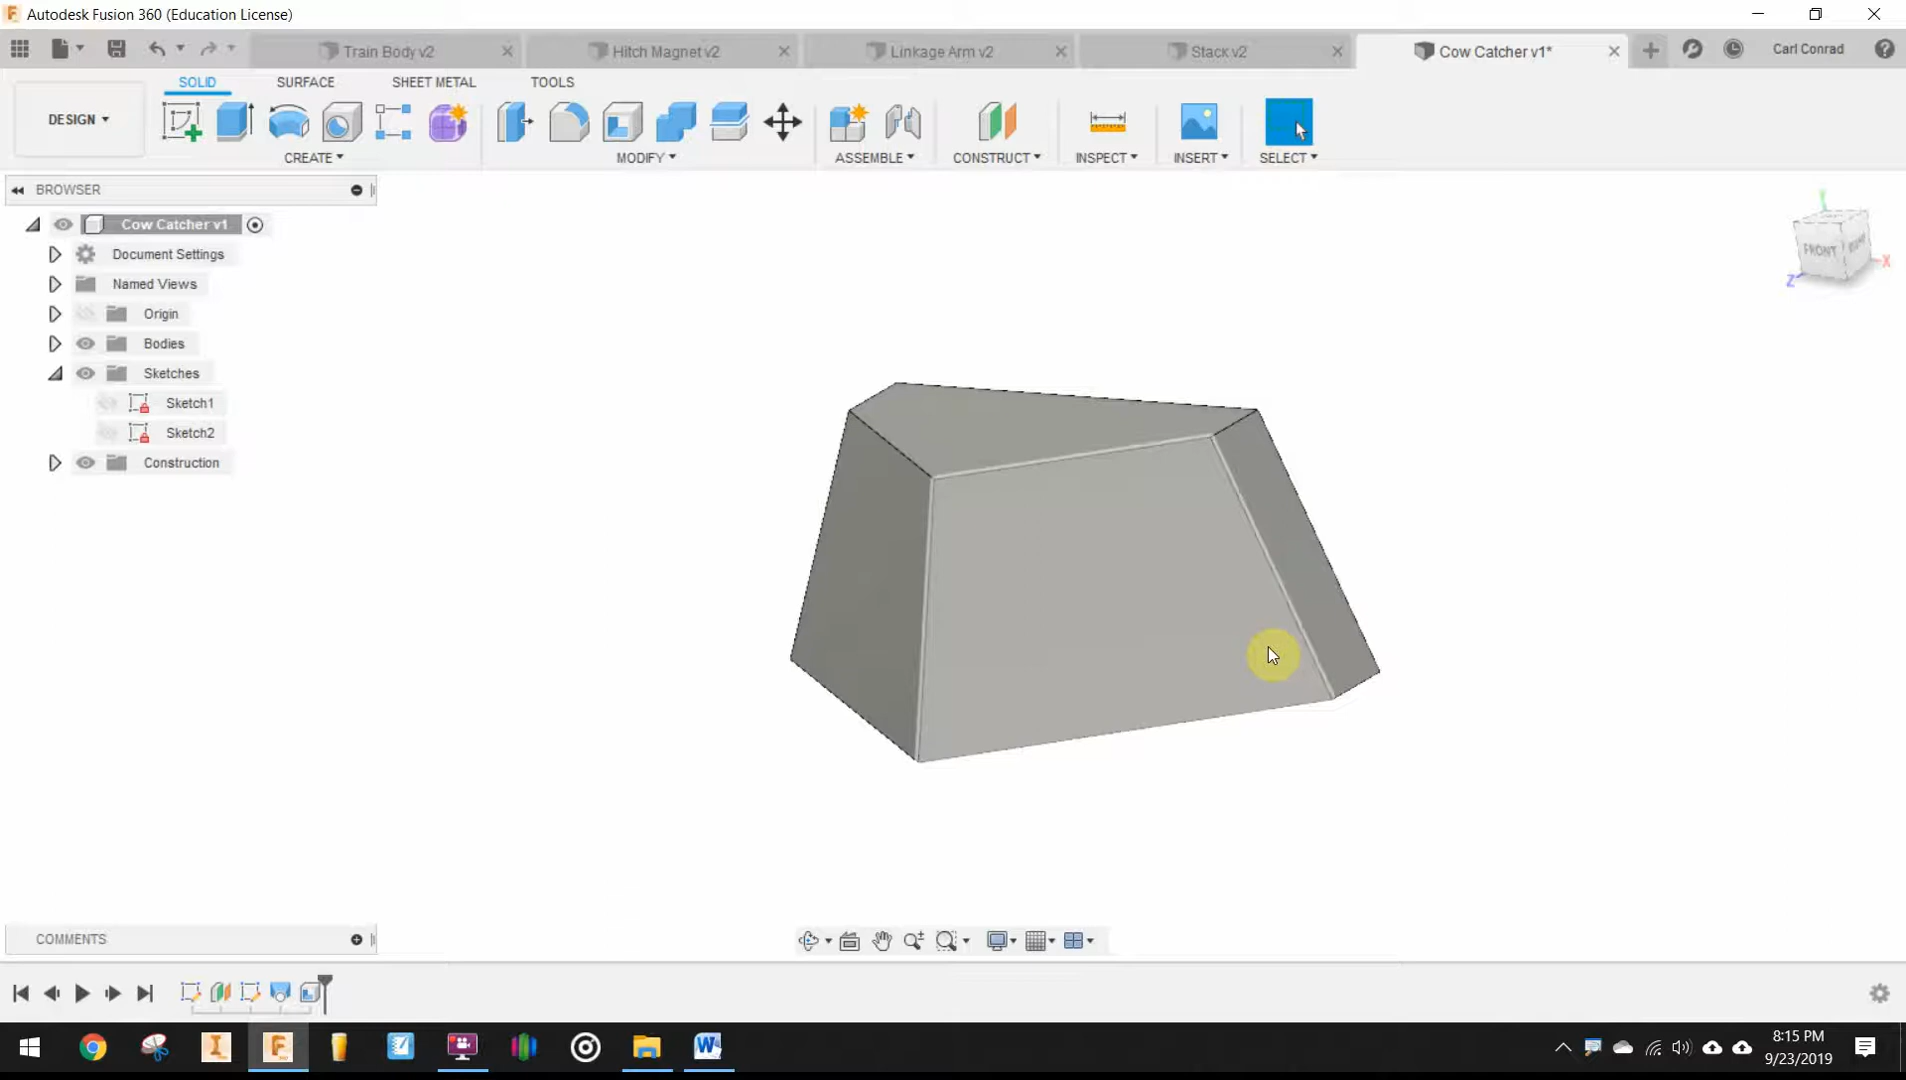 Autodesk Fusion 360 (Education License)
Train Body v2
Hitch Magnet v2
Linkage Arm v2
Stack v2
Cow Catcher v1*
Carl Conrad
SOLID
SURFACE
SHEET METAL
TOOLS
DESIGN
CREATE
MODIFY
ASSEMBLE
CONSTRUCT
INSPECT
INSERT
SELECT
BROWSER
Cow Catcher v1
Document Settings
Named Views
Origin
Bodies
Sketches
Sketch1
Sketch2
Construction
Y
FRONT
X
Z
COMMENTS
8:15 PM
9/23/2019